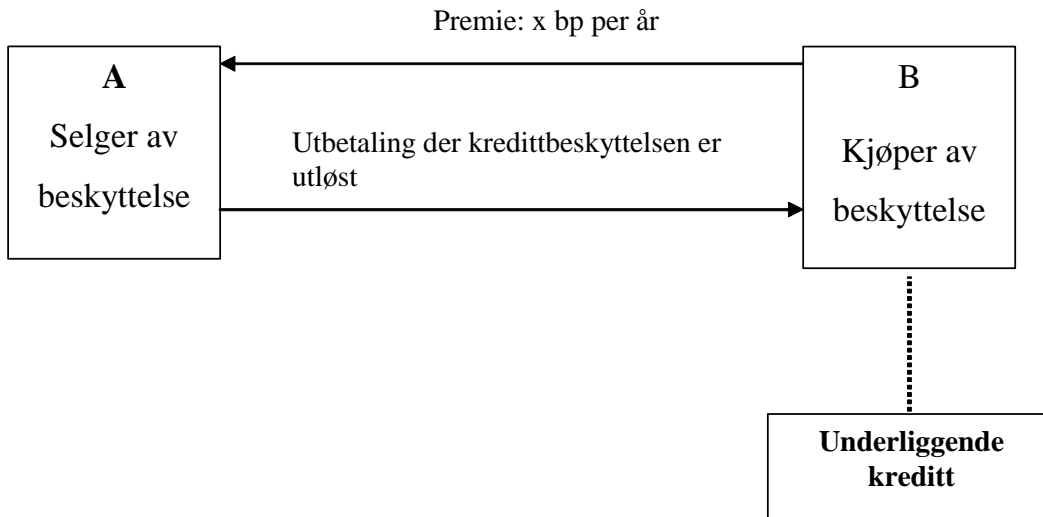 Premie: x bp per år
A
Selger av
beskyttelse
Utbetaling der kredittbeskyttelsen er
utløst
B
Kjøper av
beskyttelse
Underliggende
kreditt